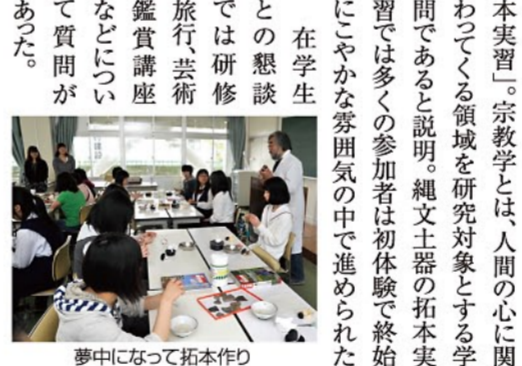 本実習」。宗教学とは、人間の心に関
わってくる領域を研究対象とする学
問であると説明。縄文土器の拓本実
習では多くの参加者は初体験で終始
にこやかな雰囲気の中で進められた
在学生
との懇談
では研修
旅行、芸術
鑑賞講座
などについ
て質問が
あった。
夢中になって拓本作り